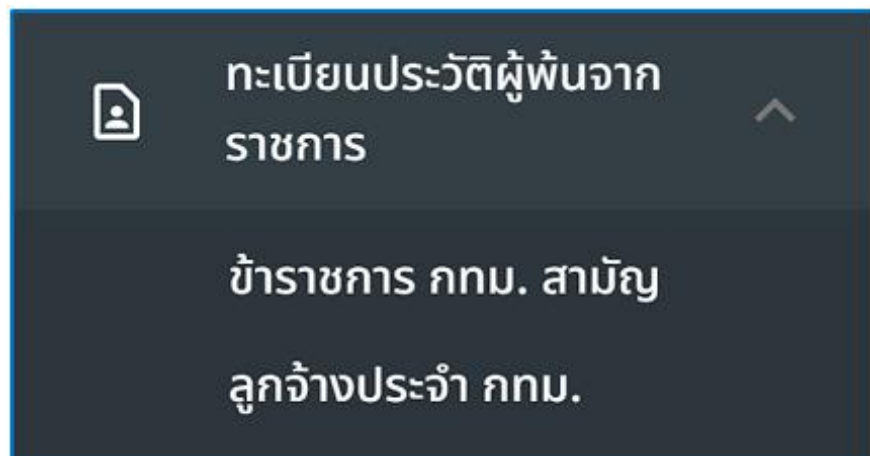 ทะเบียนประวัติผู้พ้นจาก
ราชการ
ข้าราชการ กทม. สามัญ
ลูกจ้างประจำ กทม.